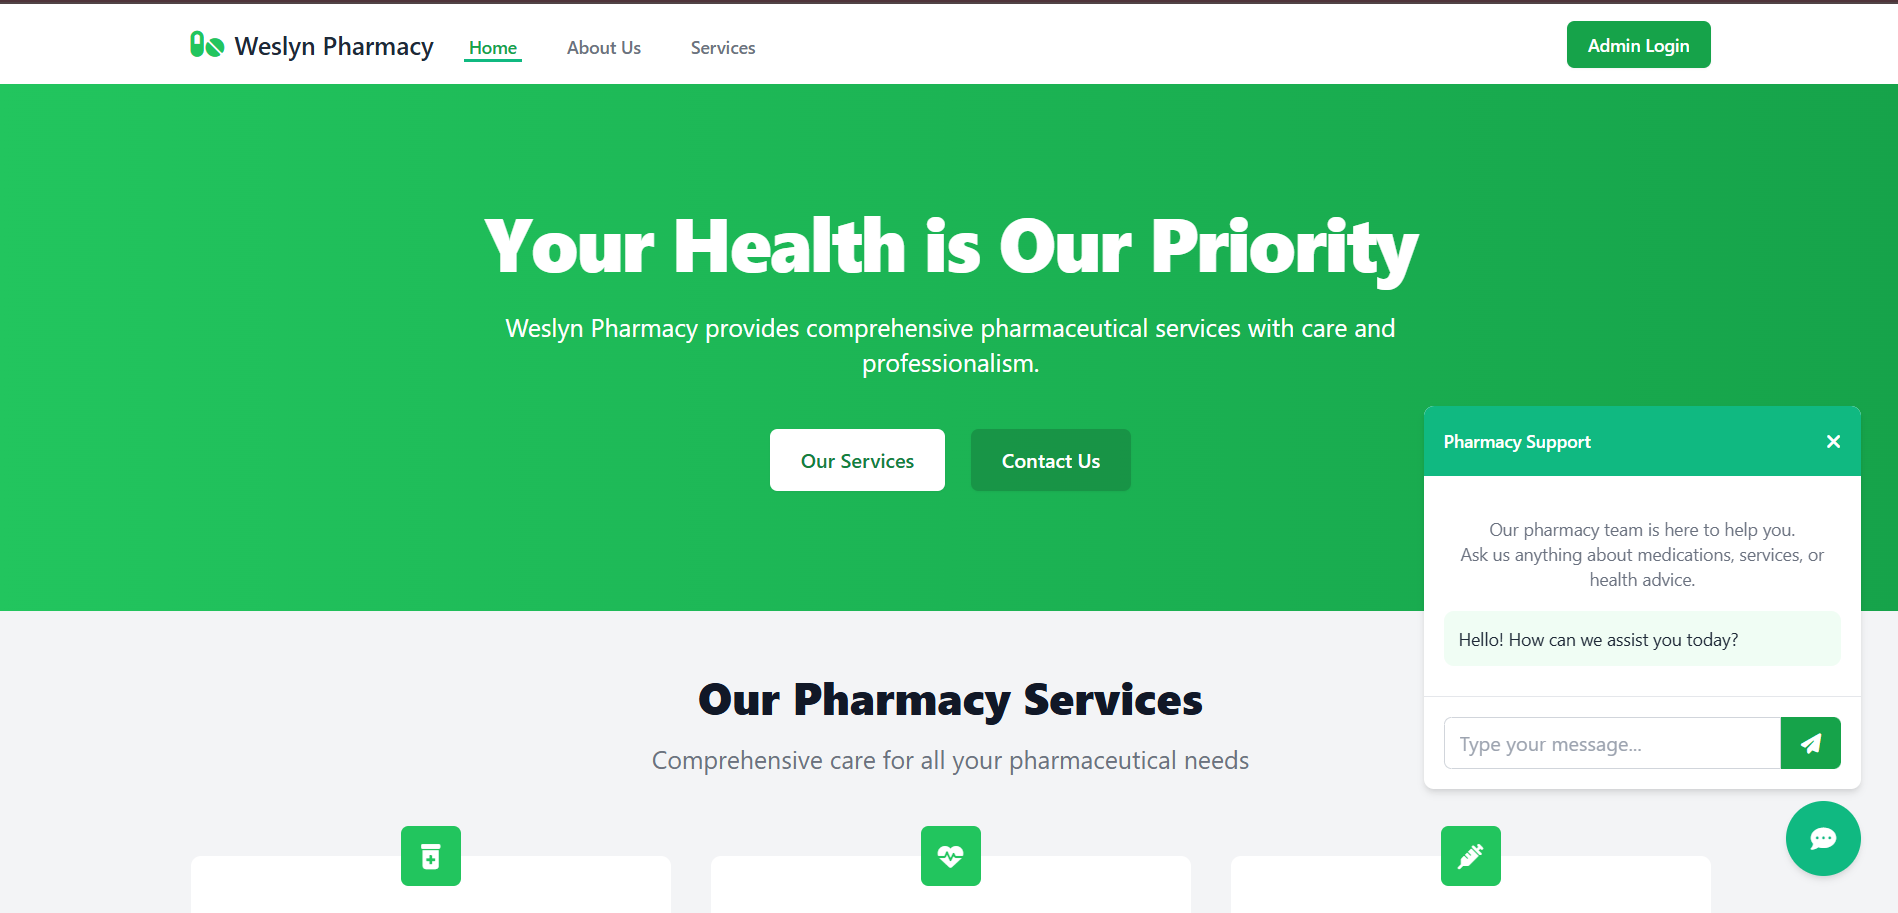 Weslyn Pharmacy
Home
About Us
Services
Admin Login
Your Health is Our Priority
Weslyn Pharmacy provides comprehensive pharmaceutical services with care and
professionalism.
Our Services
Contact Us
Pharmacy Support
Our pharmacy team is here to help you.
Ask us anything about medications, services, or
health advice.
Hello! How can we assist you today?
Type your message...
Our Pharmacy Services
Comprehensive care for all your pharmaceutical needs